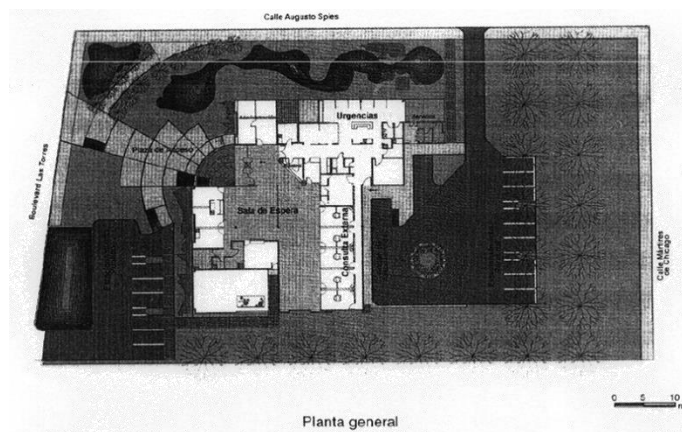 Calle Augusto Spies
Urgencias
Plaza de Acceso
Boulevard Las Torres
Sala de Espera
Consulta Externa
Calle Mártires
de Chicago
0 5 10
Planta general